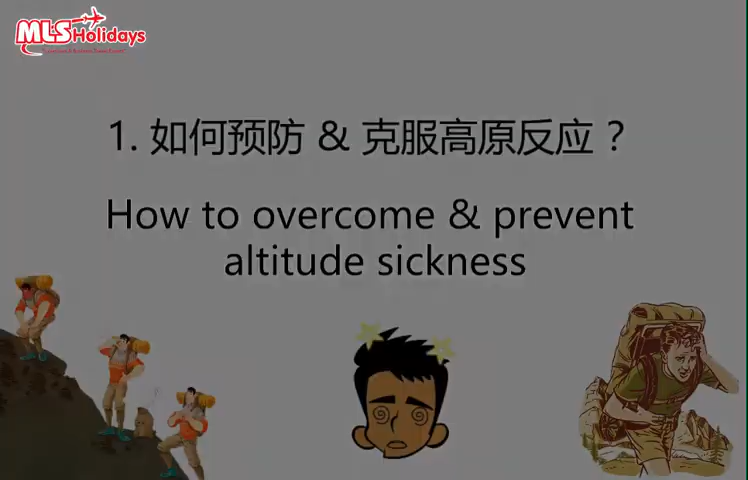 MLS
Holidays
1. 如何预防 & 克服高原反应？
How to overcome & prevent
altitude sickness